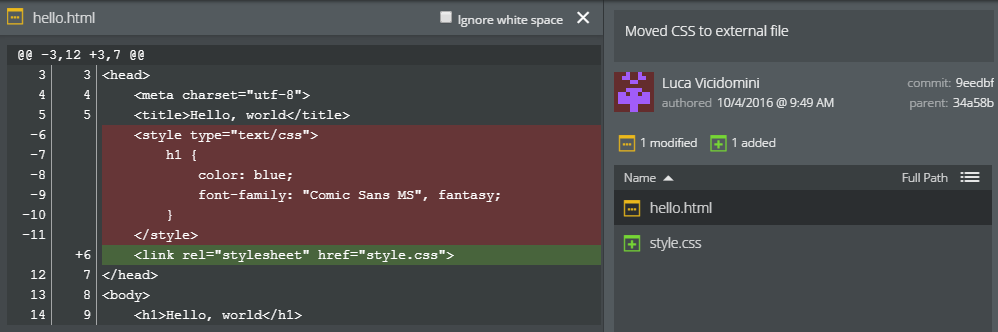 hello.html
Ignore white space
@@ -3,12 +3,7 @@
3 3 <head>
4 4 <meta charset="utf-8">
5 5 <title>Hello, world</title>
-6 <style type="text/css">
-7 h1 {
-8 color: blue;
-9 font-family: "Comic Sans MS", fantasy;
-10 }
-11 </style>
+6 <link rel="stylesheet" href="style.css">
12 7 </head>
13 8 <body>
14 9 <h1>Hello, world</h1>
Moved CSS to external file
Luca Vicidomini
authored 10/4/2016 @ 9:49 AM
commit: 9eedbf
parent: 34a58b
1 modified 1 added
Name Full Path
hello.html
style.css